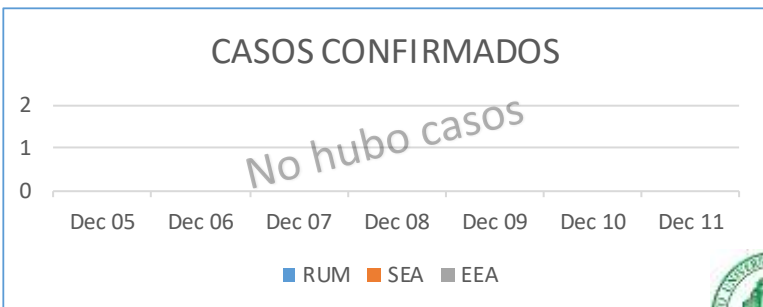 CASOS CONFIRMADOS
2
1
0
No hubo casos
Dec 05 Dec 06 Dec 07 Dec 08 Dec 09 Dec 10 Dec 11
RUM SEA EEA